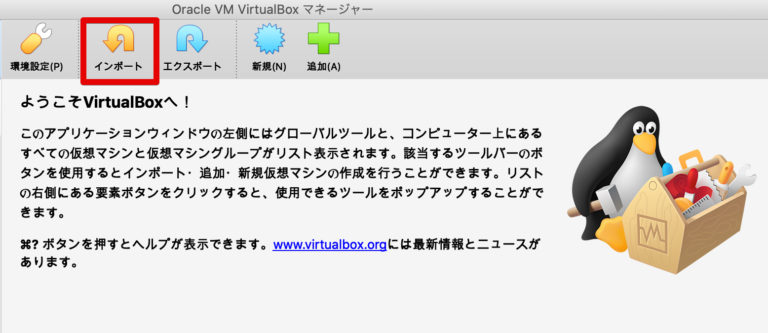 Oracle VM VirtualBox マネージャー
環境設定(P) インポート エクスポート 新規(N) 追加(A)
ようこそVirtualBoxへ！
このアプリケーションウィンドウの左側にはグローバルツールと、コンピューター上にある
すべての仮想マシンと仮想マシングループがリスト表示されます。該当するツールバーのボ
タンを使用するとインポート・追加・新規仮想マシンの作成を行うことができます。リスト
の右側にある要素ボタンをクリックすると、使用できるツールをポップアップすることがで
きます。
⌘? ボタンを押すとヘルプが表示できます。www.virtualbox.orgには最新情報とニュースが
あります。